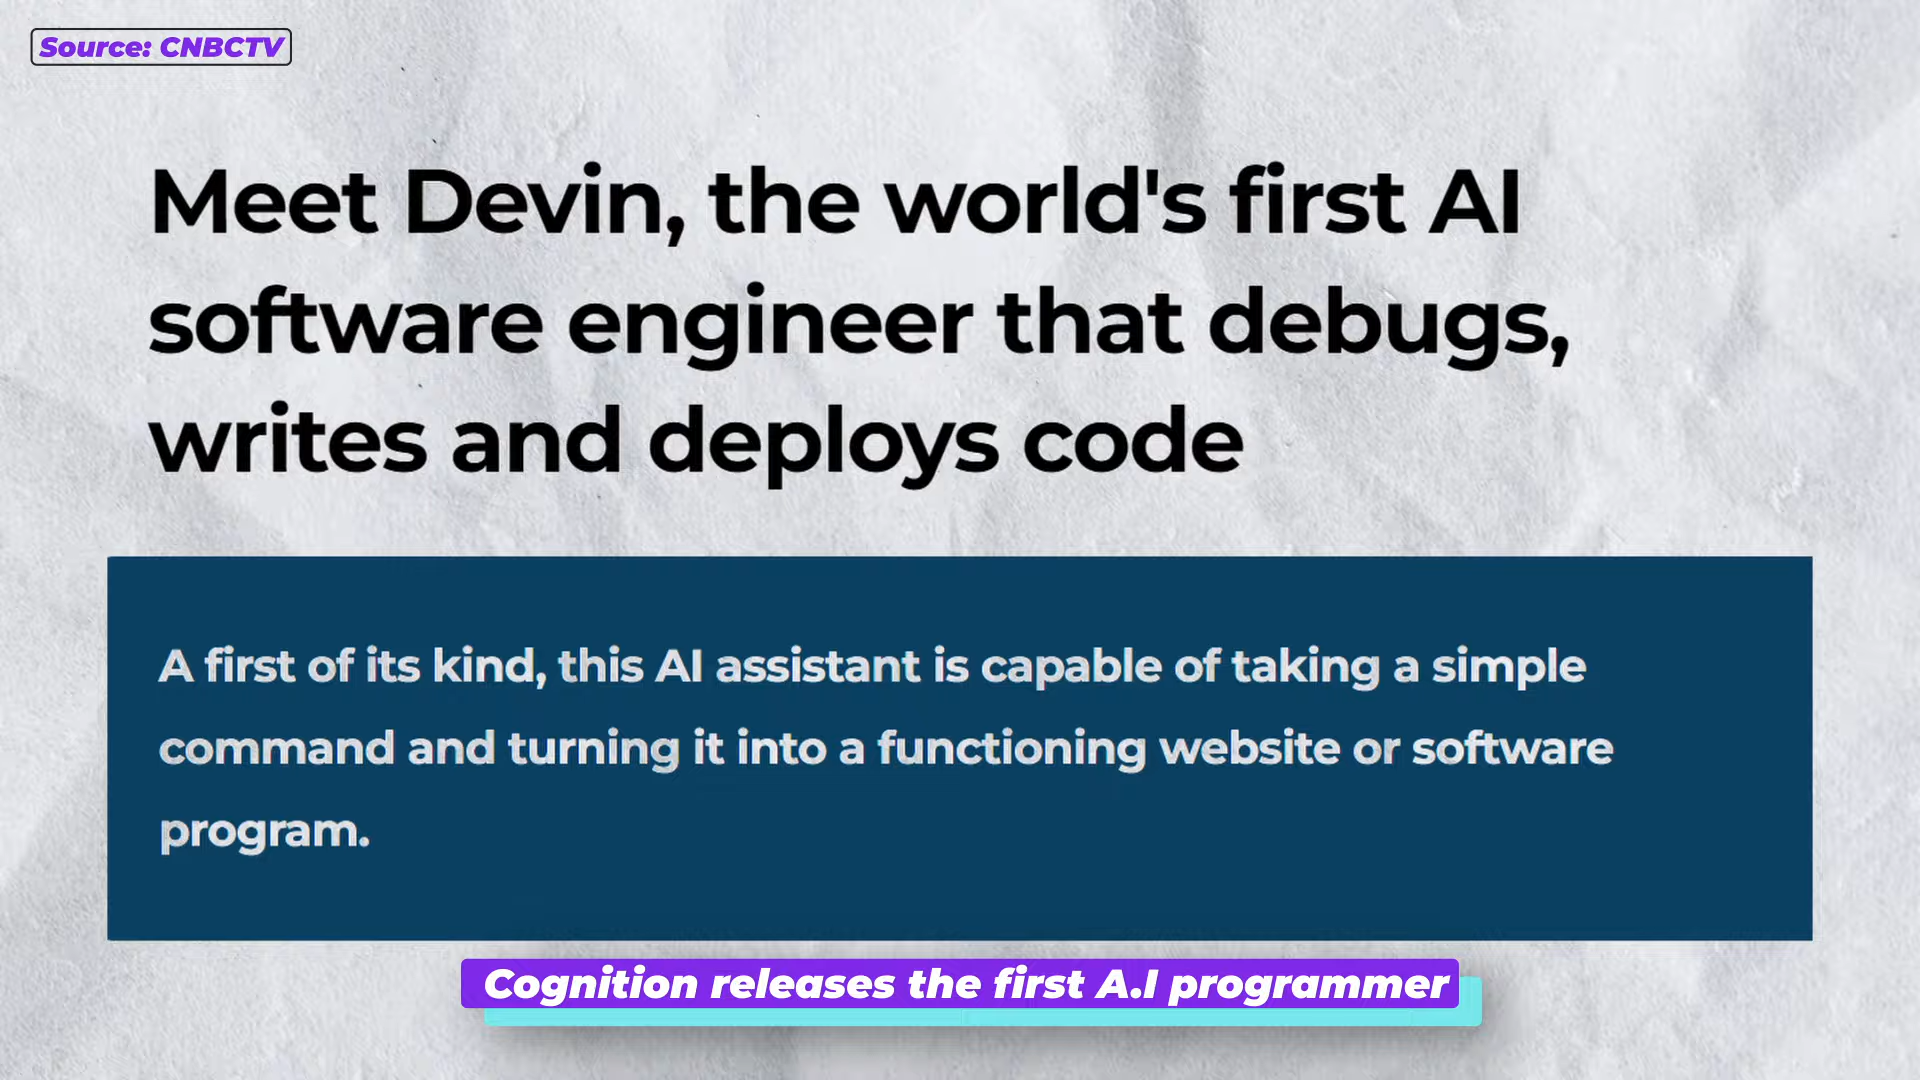 Source: CNBCTV
Meet Devin, the world's first AI
software engineer that debugs,
writes and deploys code
A first of its kind, this AI assistant is capable of taking a simple
command and turning it into a functioning website or software
program.
Cognition releases the first A.I programmer